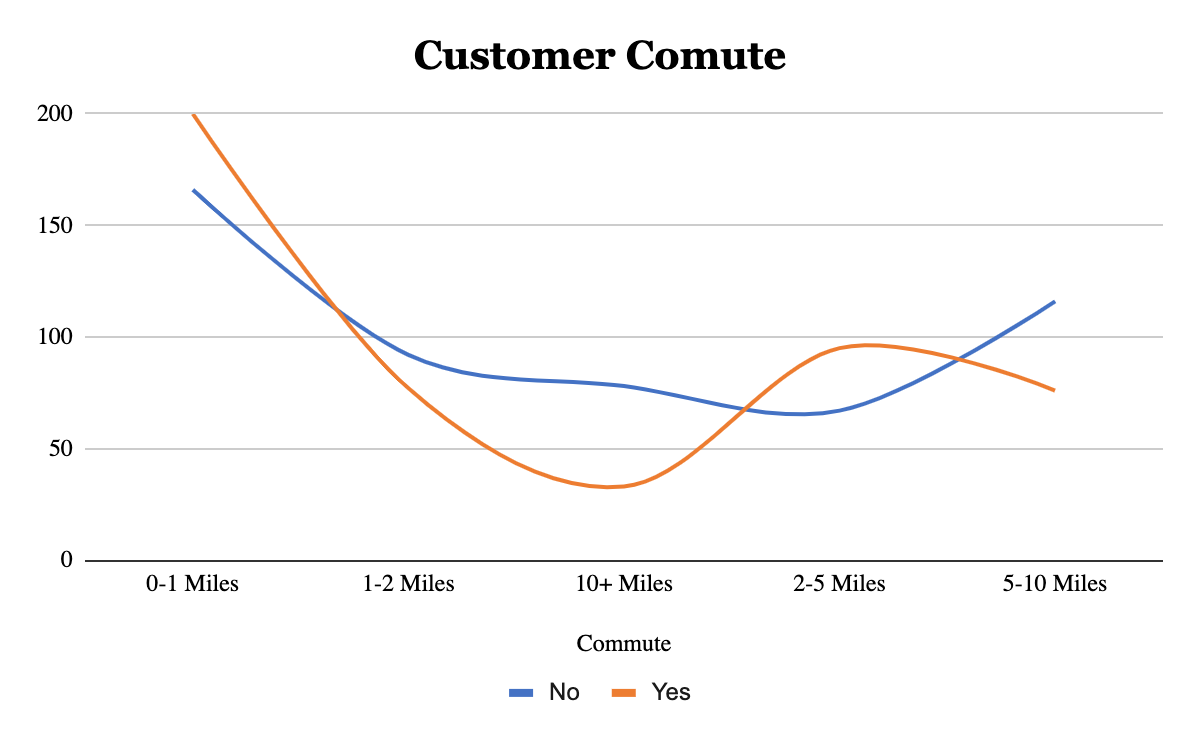 Customer Comute
200
150
100
50
0
0-1 Miles 1-2 Miles 10+ Miles 2-5 Miles 5-10 Miles
Commute
No Yes